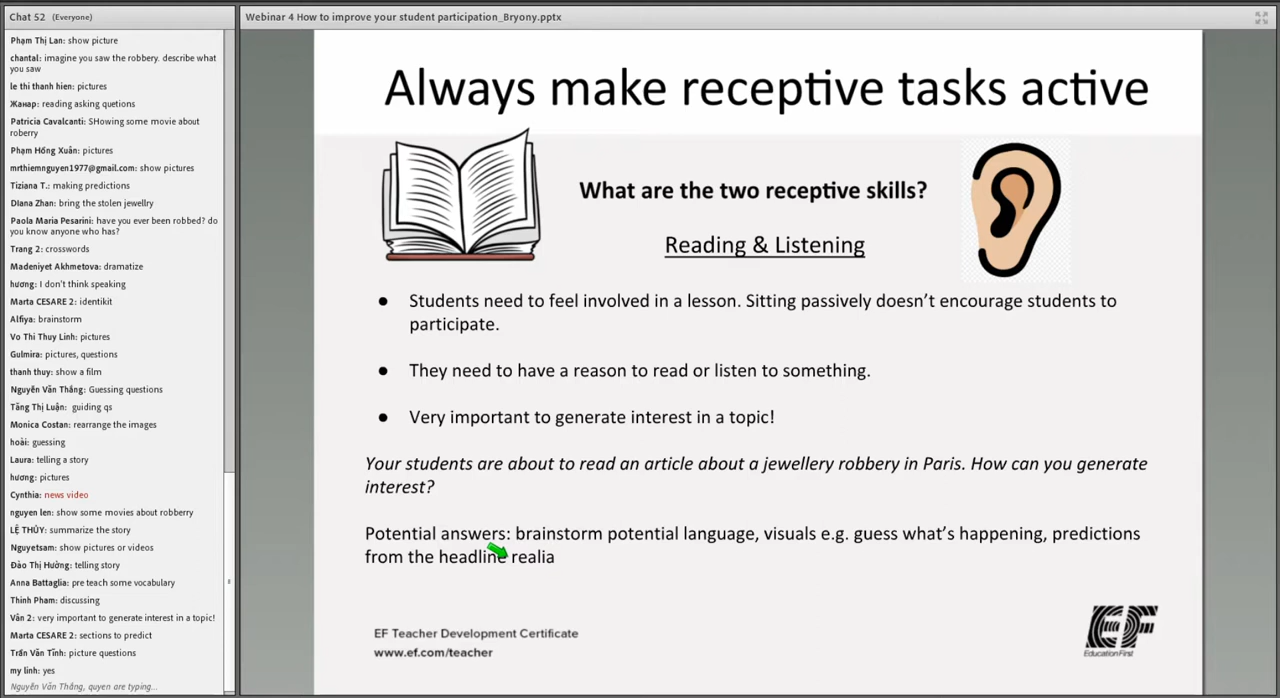 Chat 52 (Everyone)
Phạm Thị Lan: show picture
chantal: imagine you saw the robbery. describe what
you saw
le thi thanh hien: pictures
Жанар: reading asking quetions
Patricia Cavalcanti: SHowing some movie about
roberry
Phạm Hồng Xuân: pictures
mrthiemnguyen1977@gmail.com: show pictures
Tiziana T.: making predictions
DIana Zhan: bring the stolen jewellry
Paola Maria Pesarini: have you ever been robbed? do
you know anyone who has?
Trang 2: crosswords
Madeniyet Akhmetova: dramatize
hương: I don't think speaking
Marta CESARE 2: identikit
Alfiya: brainstorm
Vo Thi Thuy Linh: pictures
Gulmira: pictures, questions
thanh thuy: show a film
Nguyễn Văn Thắng: Guessing questions
Tăng Thị Luận: guiding qs
Monica Costan: rearrange the images
hoài: guessing
Laura: telling a story
hương: pictures
Cynthia: news video
nguyen len: show some movies about robberry
LỆ THỦY: summarize the story
Nguyetsam: show pictures or videos
Đào Thị Hường: telling story
Anna Battaglia: pre teach some vocabulary
Thinh Pham: discussing
Vân 2: very important to generate interest in a topic!
Marta CESARE 2: sections to predict
Trần Văn Tĩnh: picture questions
my linh: yes
Nguyễn Văn Thắng, quyen are typing...
Webinar 4 How to improve your student participation_Bryony.pptx
Always make receptive tasks active
What are the two receptive skills?
Reading & Listening
● Students need to feel involved in a lesson. Sitting passively doesn't encourage students to
participate.
● They need to have a reason to read or listen to something.
● Very important to generate interest in a topic!
Your students are about to read an article about a jewellery robbery in Paris. How can you generate
interest?
Potential answers: brainstorm potential language, visuals e.g. guess what's happening, predictions
from the headline realia
EF Teacher Development Certificate
www.ef.com/teacher
EF
Education First